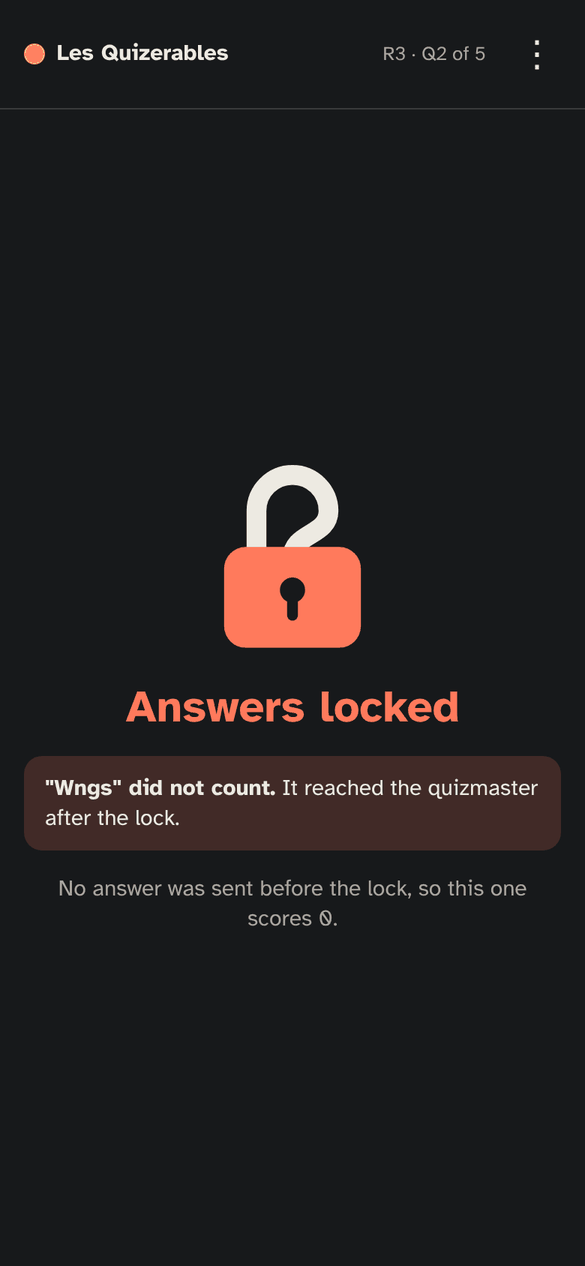 Les Quizerables
R3 · Q2 of 5
Answers locked
"Wngs" did not count. It reached the quizmaster
after the lock.
No answer was sent before the lock, so this one
scores 0.